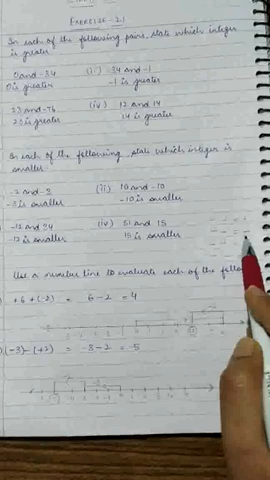 EXERCISE - 2.1
In each of the following pairs, state which integer
is greater
0 and -34 (ii) -34 and -1
0 is greater -1 is greater
23 and -76 (iv) 12 and 14
23 is greater 14 is greater
In each of the following, state which integer is
smaller
-3 and -3 (ii) 10 and -10
-3 is smaller -10 is smaller
-12 and 34 (iv) 51 and 15
-12 is smaller 15 is smaller
Use a number line to evaluate each of the follo
+6 + (-2) = 6 - 2 = 4
(-3) - (+2) = -3 - 2 = -5